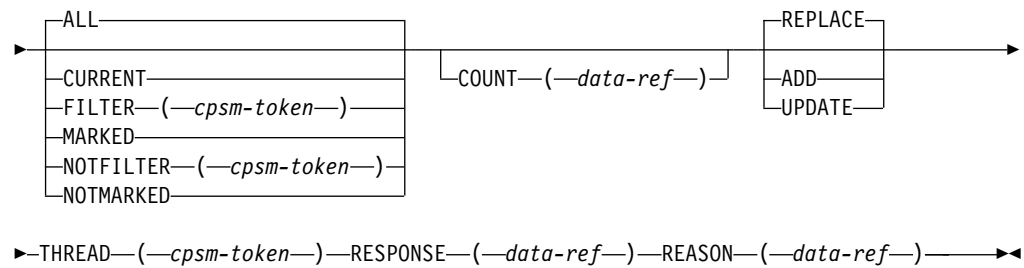 ALL
CURRENT
FILTER ( cpsm-token )
MARKED
NOTFILTER ( cpsm-token )
NOTMARKED
COUNT ( data-ref )
REPLACE
ADD
UPDATE
THREAD ( cpsm-token ) RESPONSE ( data-ref ) REASON ( data-ref )